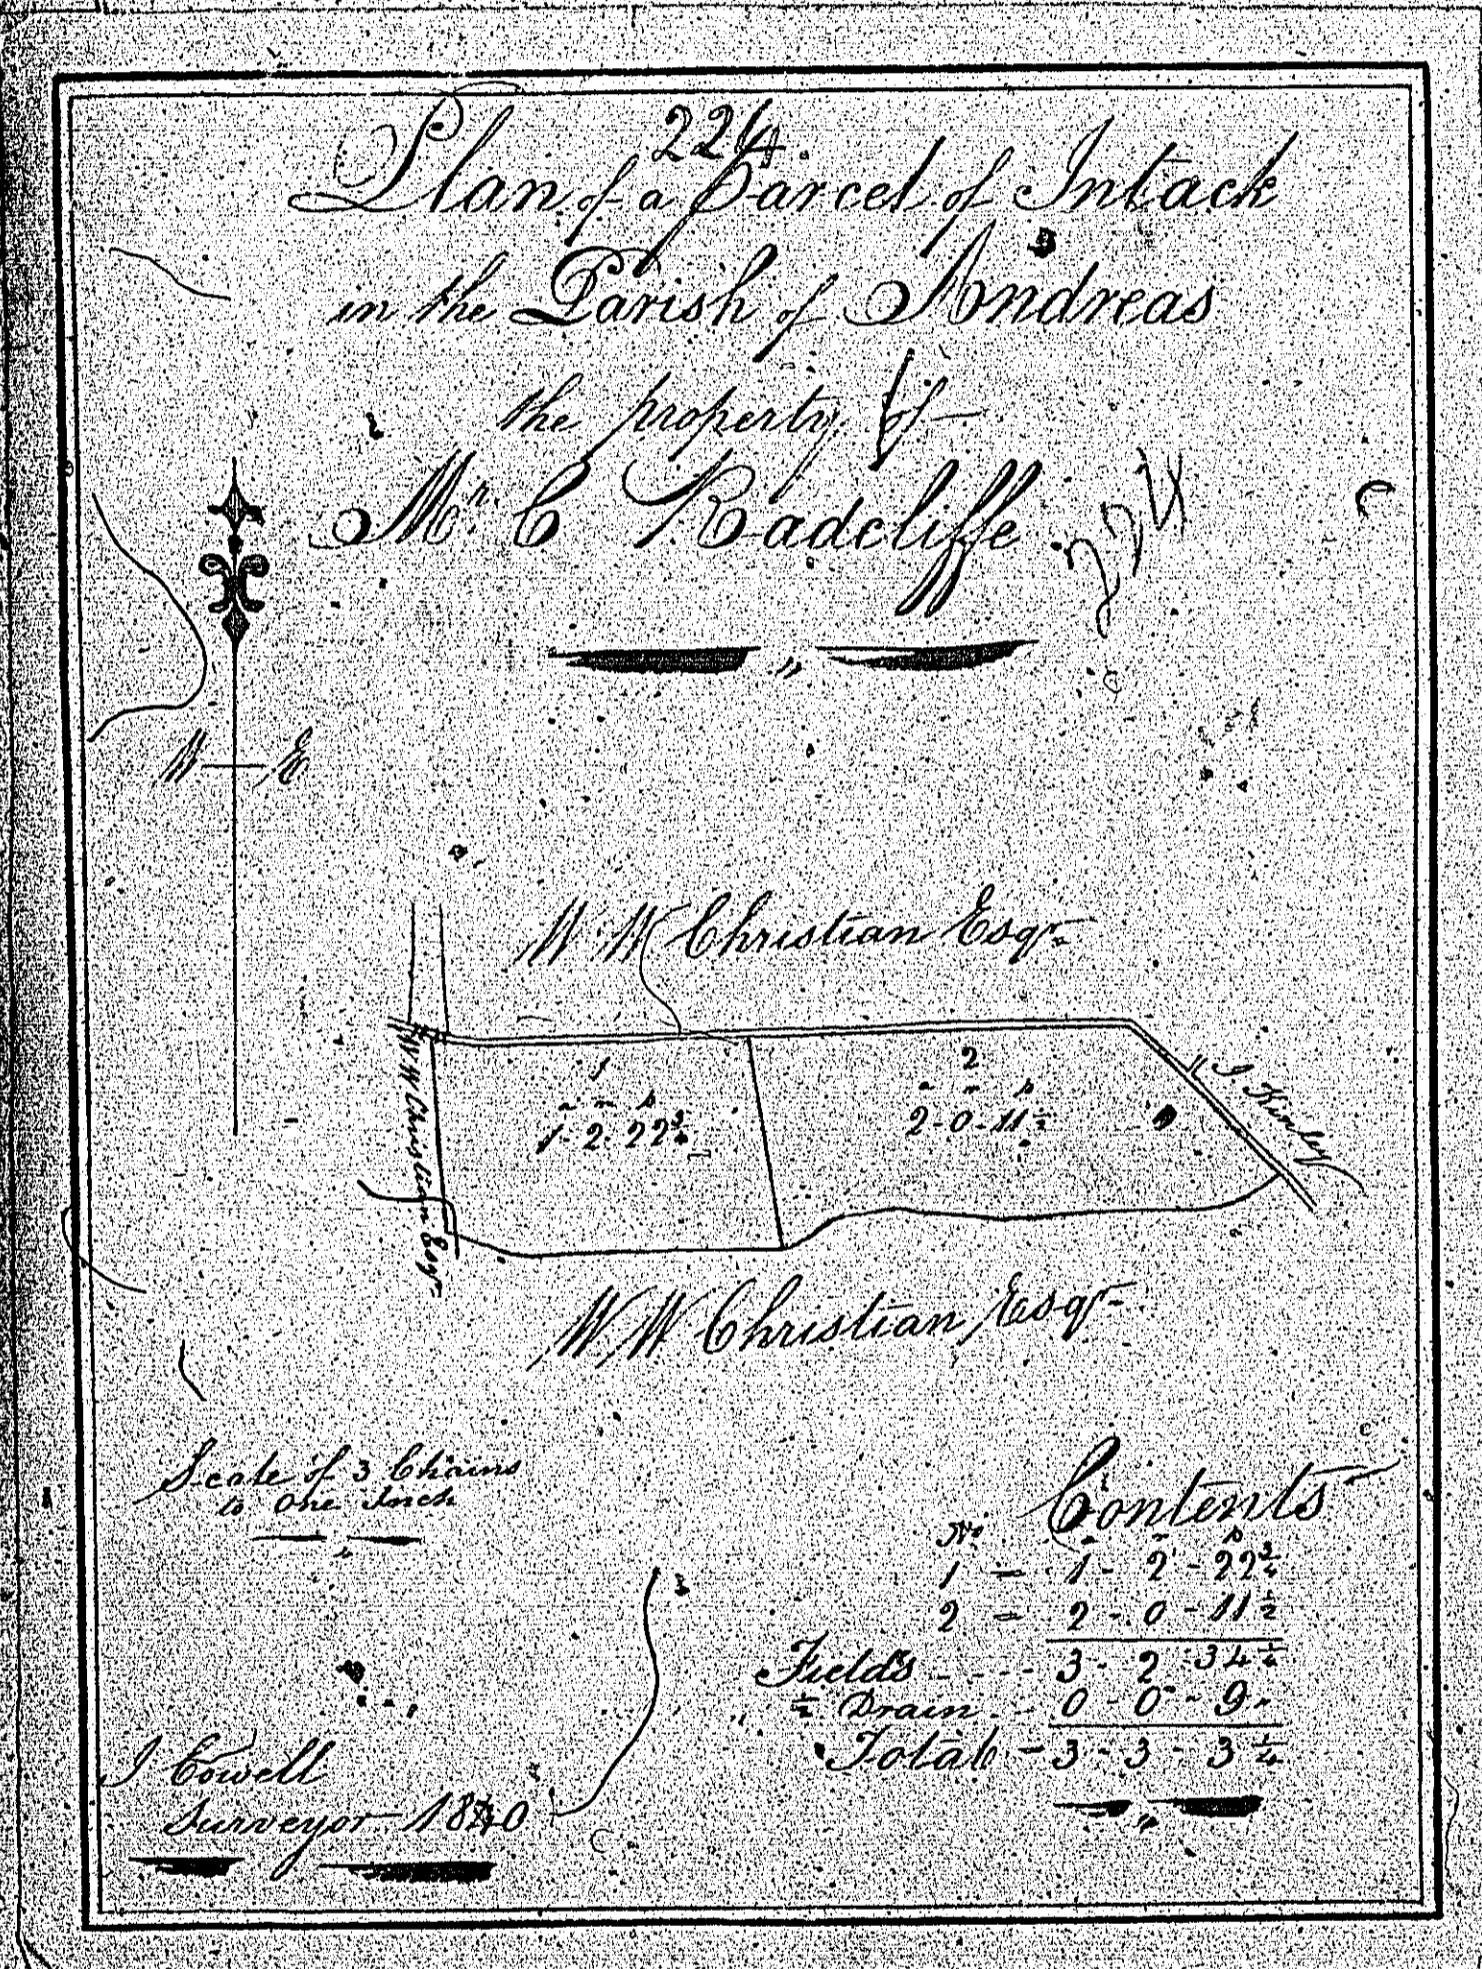 224
Plan of a Parcel of Intack
in the Parish of Andreas
the property of
Mr. C Radcliffe
224
W E
W. W Christian Esqr.
W W Christian Esqr.
1
a r p
1-2-22¾
2
a r p
2-0-11½
J Kinley
W. W Christian Esqr.
Scale of 3 Chains
to One Inch
Contents
No. a r p
1 = 1 - 2 - 22¾
2 = 2 - 0 - 11½
Fields - - - 3 - 2 - 34¼
½ Drain - - 0 - 0 - 9
Total - 3 - 3 - 3¼
J Cowell
Surveyor 1840